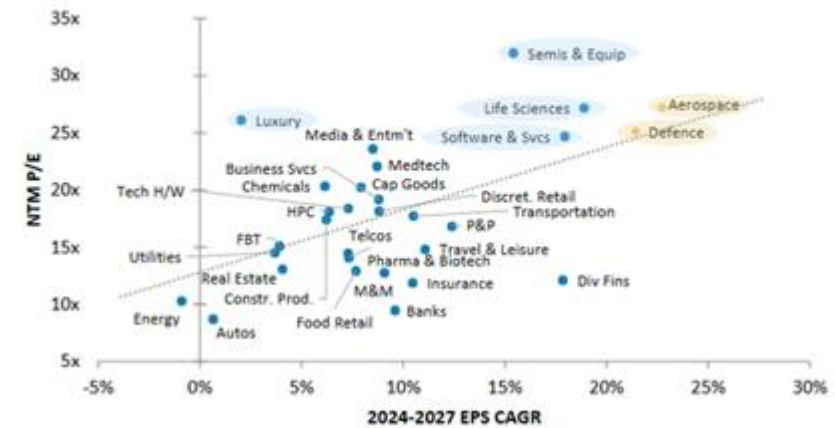 35x
30x
25x
20x
15x
10x
5x
NTM P/E
Semis & Equip
Life Sciences
Aerospace
Luxury
Software & Svcs
Defence
Media & Entm't
Medtech
Business Svcs
Chemicals
Cap Goods
Tech H/W
Discret. Retail
HPC
Transportation
P&P
FBT
Telcos
Utilities
Travel & Leisure
Pharma & Biotech
Real Estate
Div Fins
M&M
Insurance
Constr. Prod.
Energy
Food Retail
Banks
Autos
-5%
0%
5%
10%
15%
20%
25%
30%
2024-2027 EPS CAGR